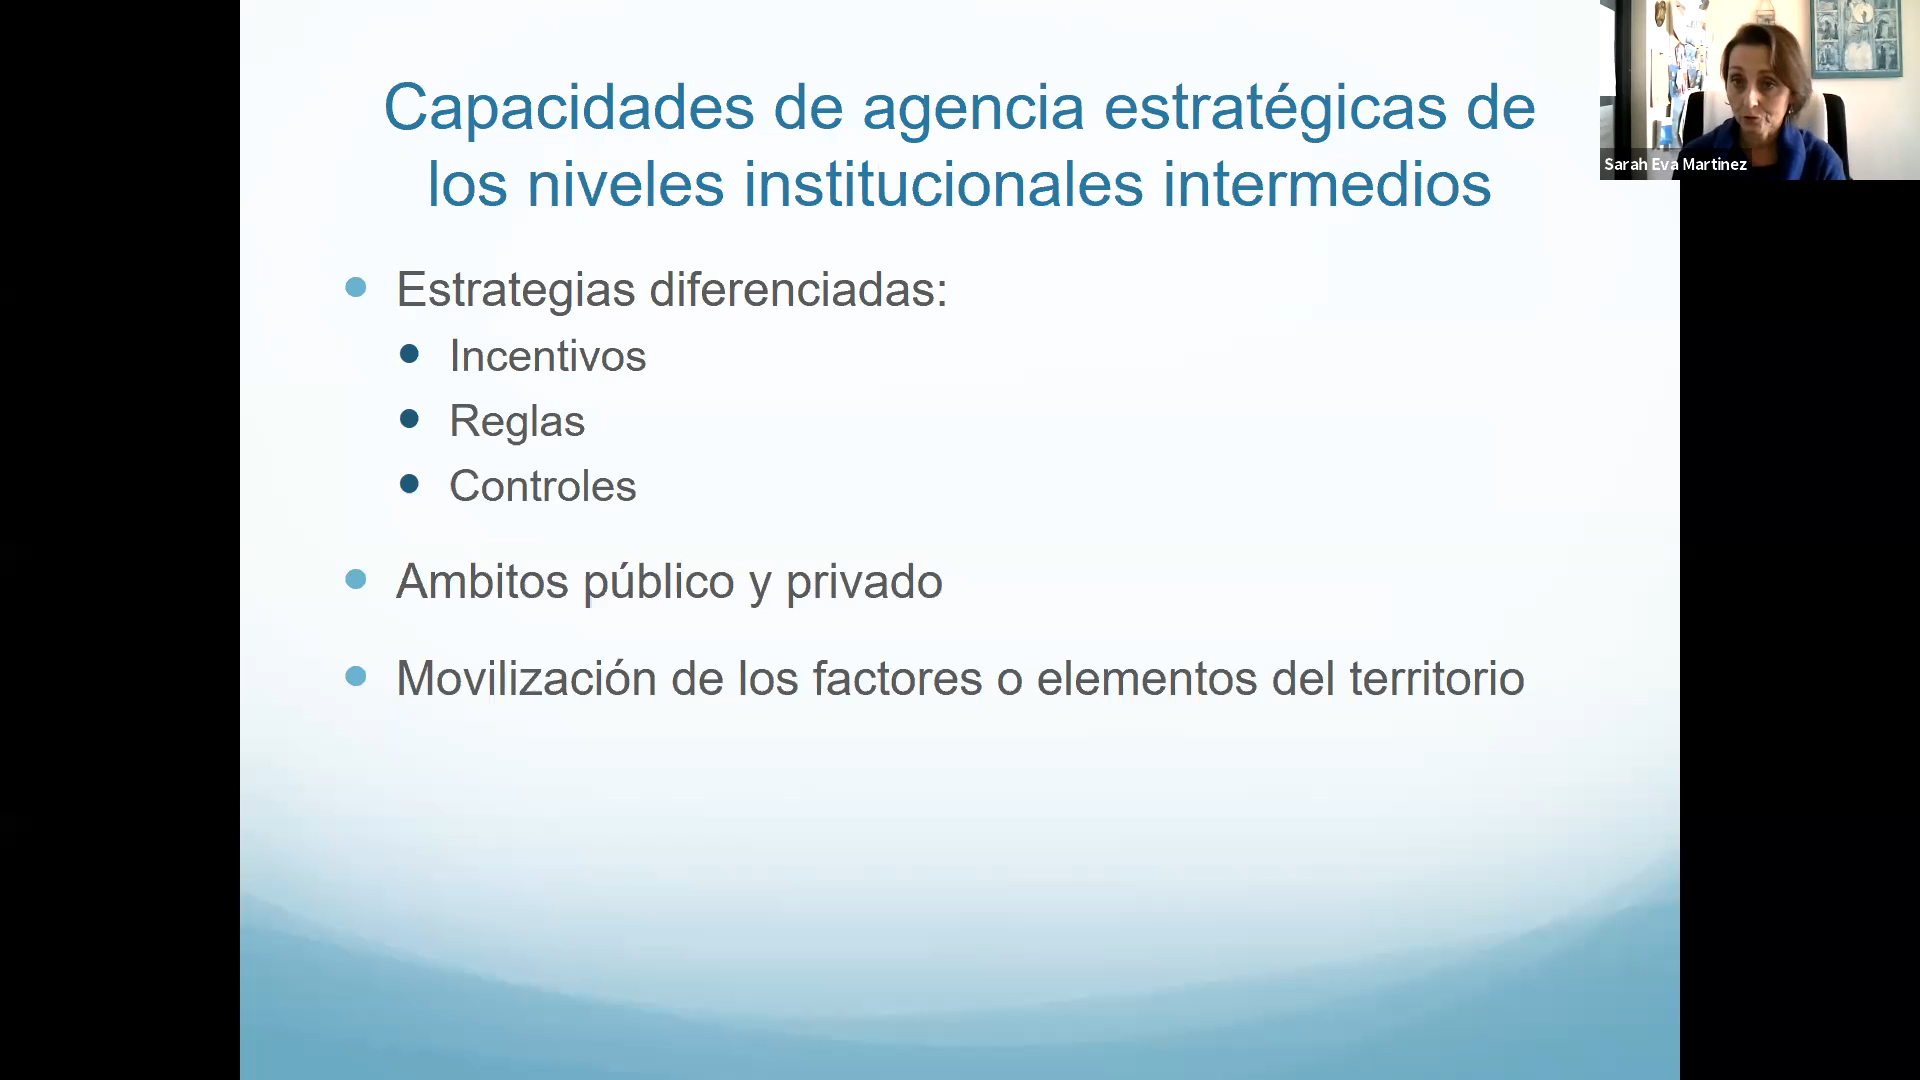 Capacidades de agencia estratégicas de
los niveles institucionales intermedios
Estrategias diferenciadas:
Incentivos
Reglas
Controles
Ambitos público y privado
Movilización de los factores o elementos del territorio
Sarah Eva Martinez